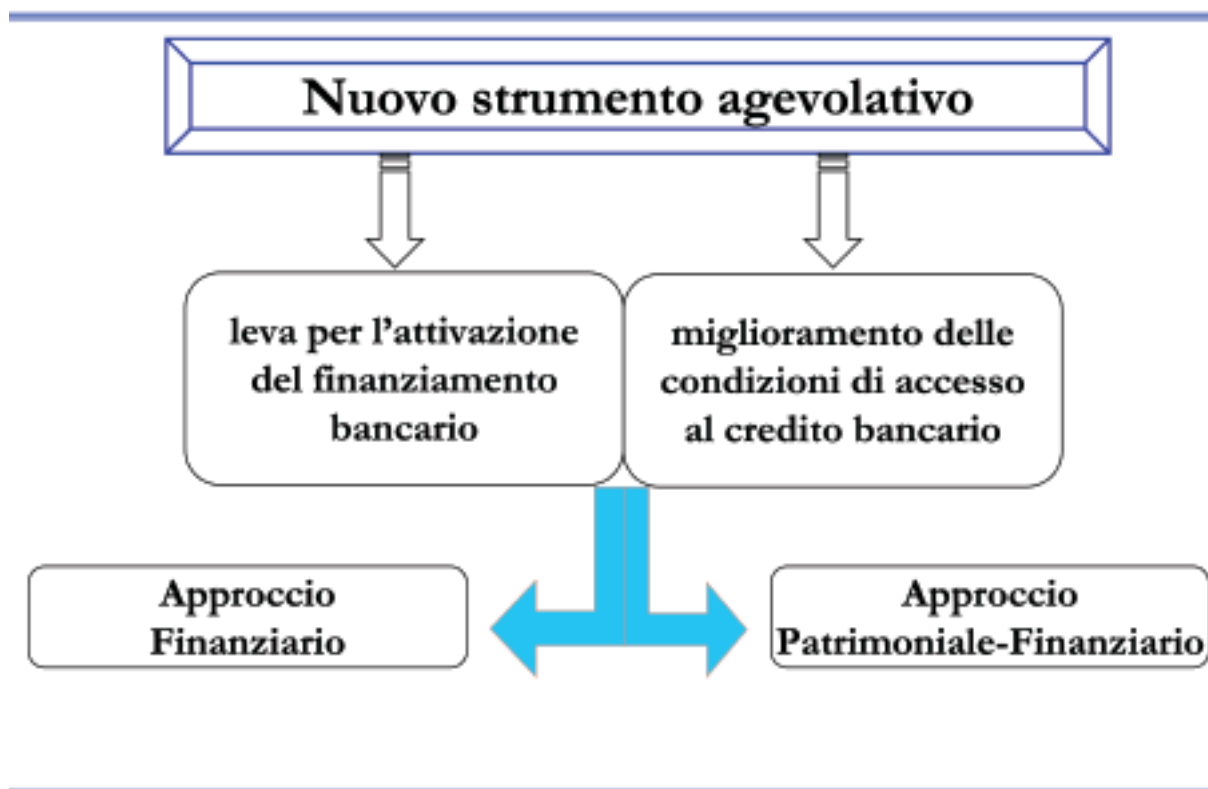 Nuovo strumento agevolativo
leva per l’attivazione
del finanziamento
bancario
miglioramento delle
condizioni di accesso
al credito bancario
Approccio
Finanziario
Approccio
Patrimoniale-Finanziario